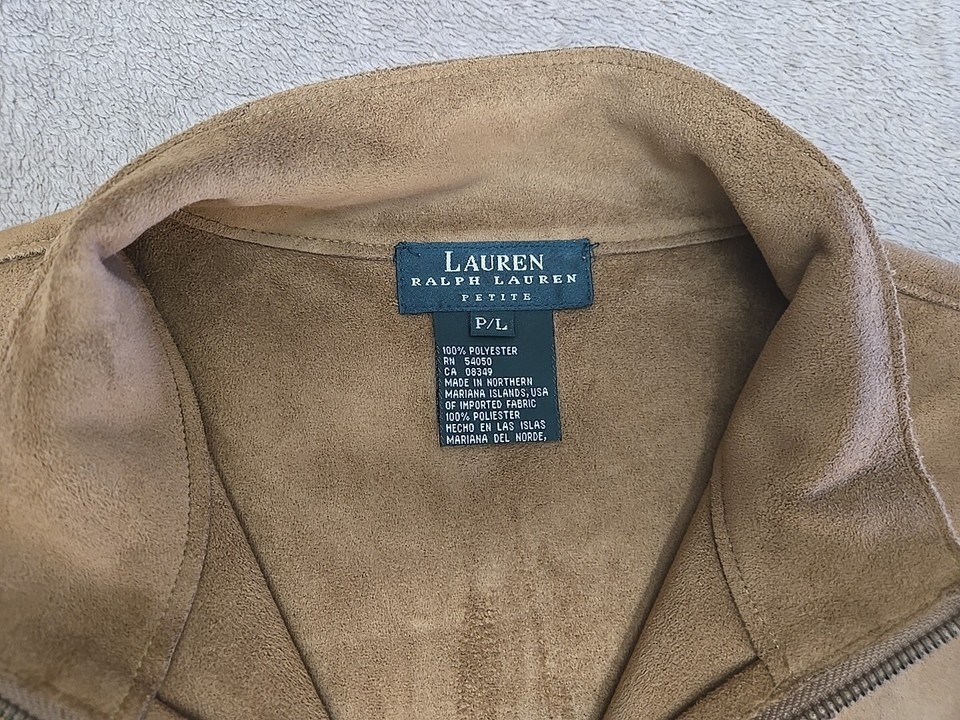 LAUREN
RALPH LAUREN
PETITE
P/L
100% POLYESTER
RN 54050
CA 08349
MADE IN NORTHERN
MARIANA ISLANDS,USA
OF IMPORTED FABRIC
100% POLIESTER
HECHO EN LAS ISLAS
MARIANA DEL NORDE,